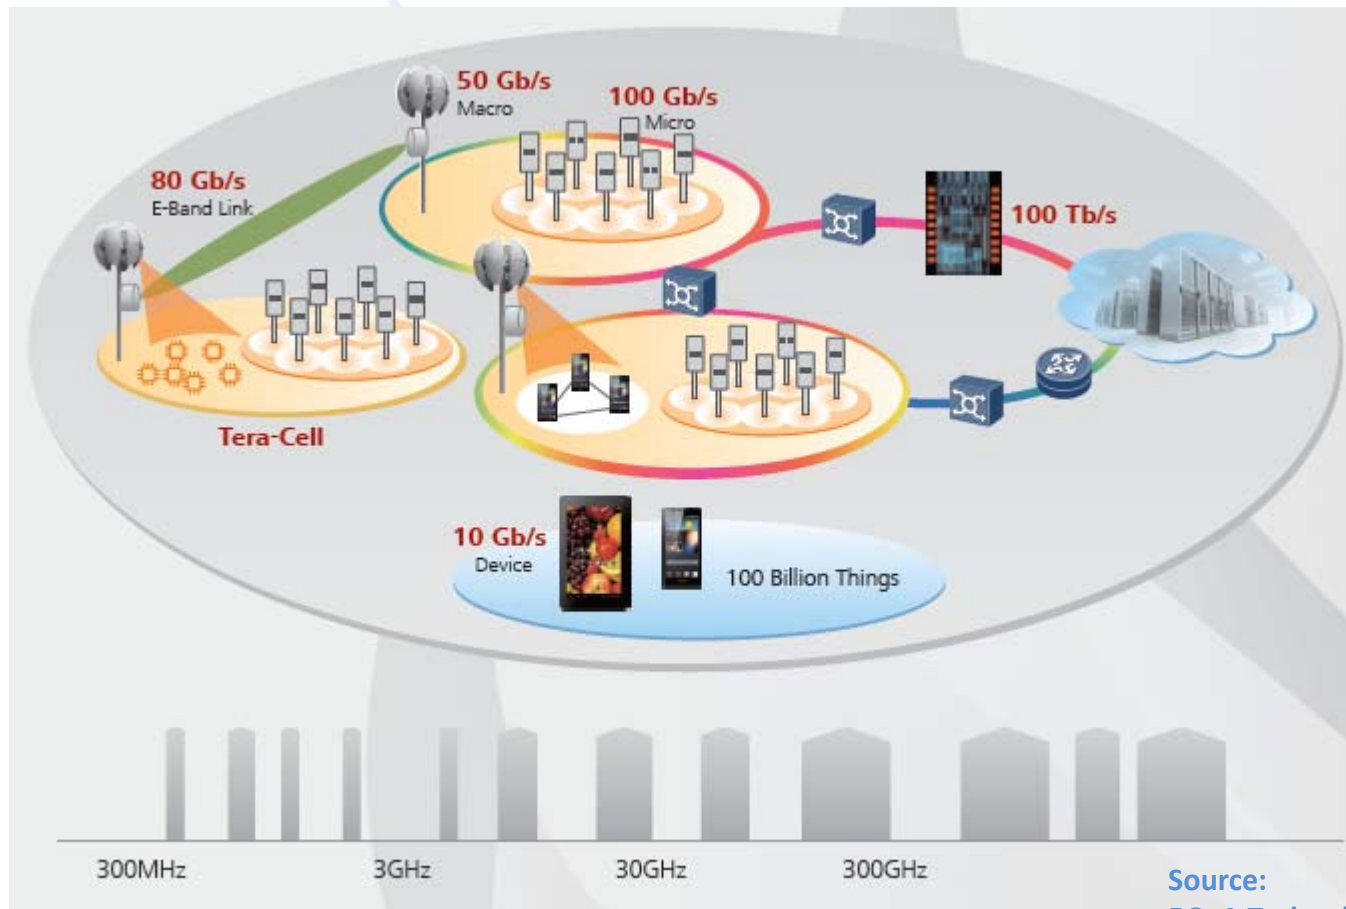 50 Gb/s
Macro
100 Gb/s
Micro
80 Gb/s
E-Band Link
100 Tb/s
Tera-Cell
10 Gb/s
Device
100 Billion Things
300MHz
3GHz
30GHz
300GHz
Source: